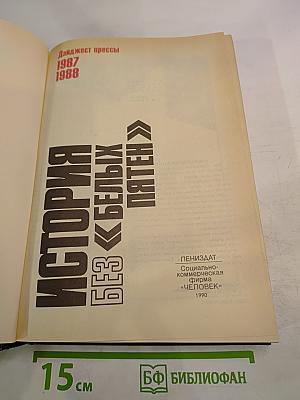 Дайджест прессы
1987
1988
ИСТОРИЯ
БЕЗ «БЕЛЫХ
ПЯТЕН»
ЛЕНИЗДАТ
Социально-
коммерческая
фирма
«ЧЕЛОВЕК»
1990
15 см
БФ БИБЛИОФАН